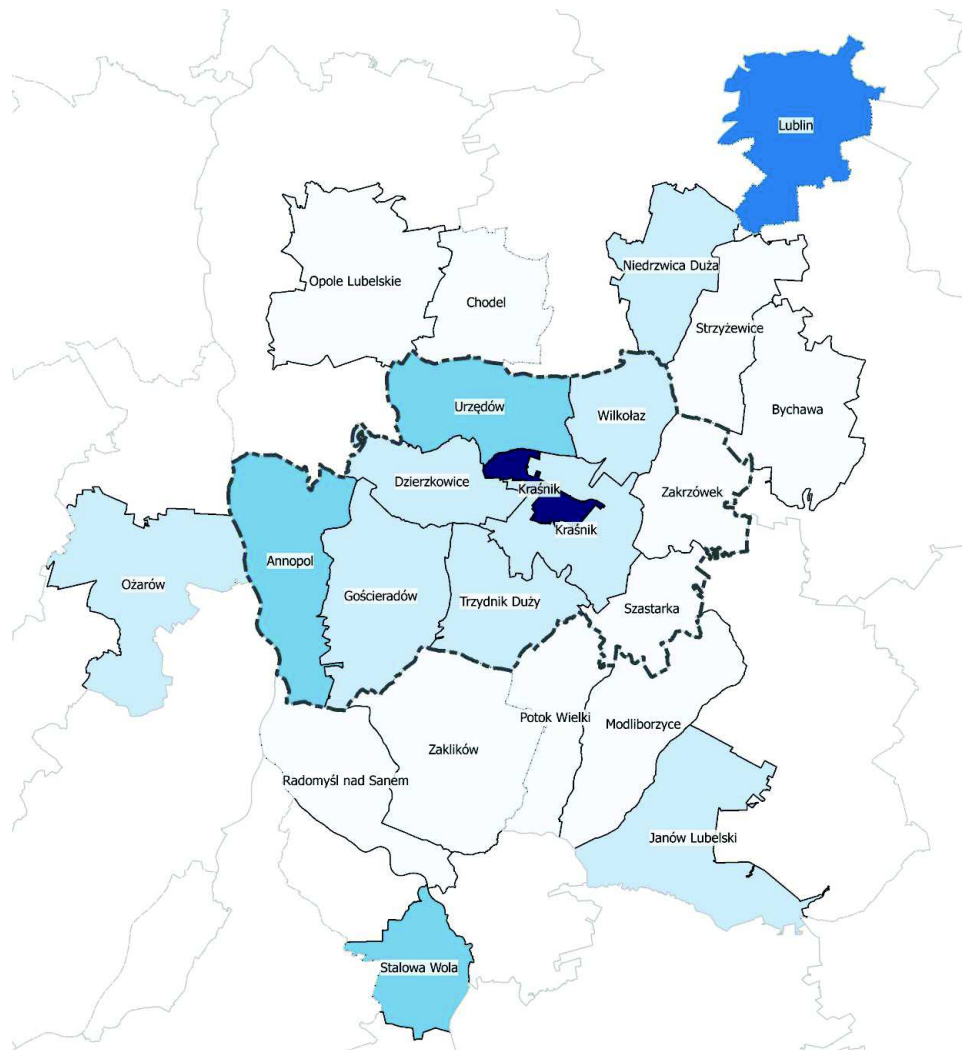 Lublin
Niedrzwica Duża
Opole Lubelskie
Chodel
Strzyżewice
Urzędów
Wilkołaz
Bychawa
Dzierzkowice
Kraśnik
Zakrzówek
Kraśnik
Annopol
Ożarów
Gościeradów
Trzydnik Duży
Szastarka
Potok Wielki
Modliborzyce
Zaklików
Radomyśl nad Sanem
Janów Lubelski
Stalowa Wola